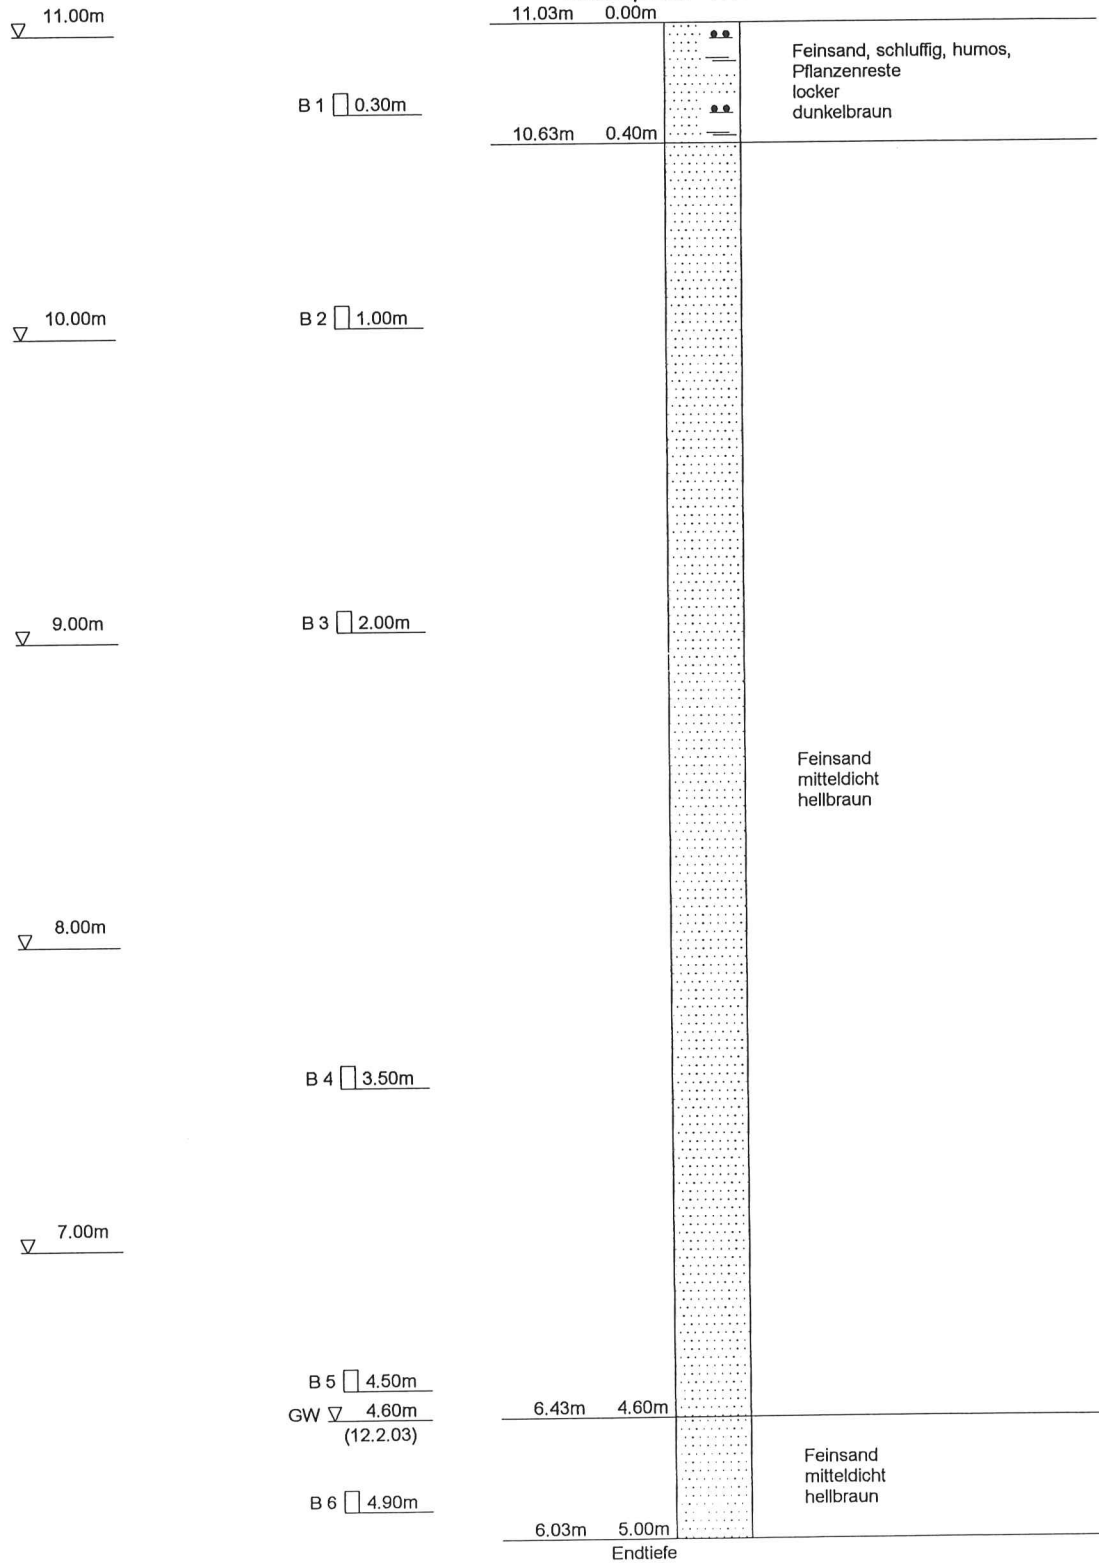 11.03m 0.00m
11.00m
Feinsand, schluffig, humos,
Pflanzenreste
locker
dunkelbraun
B 1 0.30m
10.63m 0.40m
10.00m
B 2 1.00m
9.00m
B 3 2.00m
Feinsand
mitteldicht
hellbraun
8.00m
B 4 3.50m
7.00m
B 5 4.50m
GW 4.60m
(12.2.03)
6.43m 4.60m
Feinsand
mitteldicht
hellbraun
B 6 4.90m
6.03m 5.00m
Endtiefe